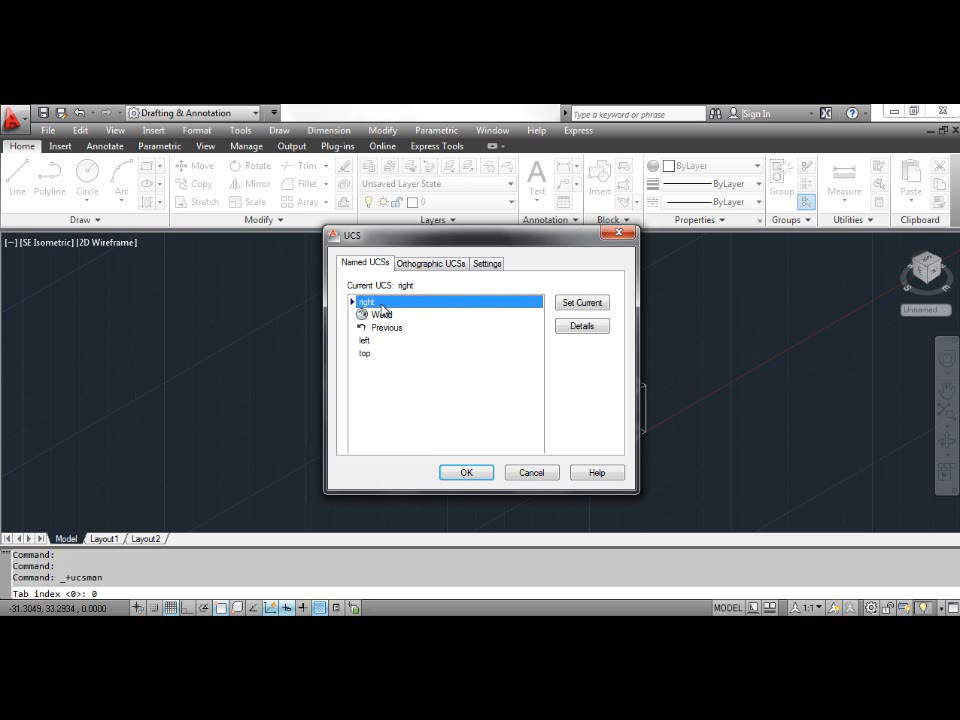 Drafting & Annotation
Type a keyword or phrase
Sign In
File Edit View Insert Format Tools Draw Dimension Modify Parametric Window Help Express
Home Insert Annotate Parametric View Manage Output Plug-ins Online Express Tools
Move Rotate Trim
Unsaved Layer State
ByLayer
Copy Mirror Fillet
ByLayer
Line Polyline Circle Arc
Text Insert Group Measure Paste
Stretch Scale Array
0
ByLayer
Draw Modify Layers Annotation Block Properties Groups Utilities Clipboard
[−][SE Isometric][2D Wireframe]
UCS
Named UCSs Orthographic UCSs Settings
Current UCS: right
right
Set Current
World
Previous
Details
left
top
OK Cancel Help
S E
Unnamed
Model Layout1 Layout2
Command:
Command:
Command: _+ucsman
Tab index <0>: 0
-31.3049, 33.2934, 0.0000
MODEL
1:1